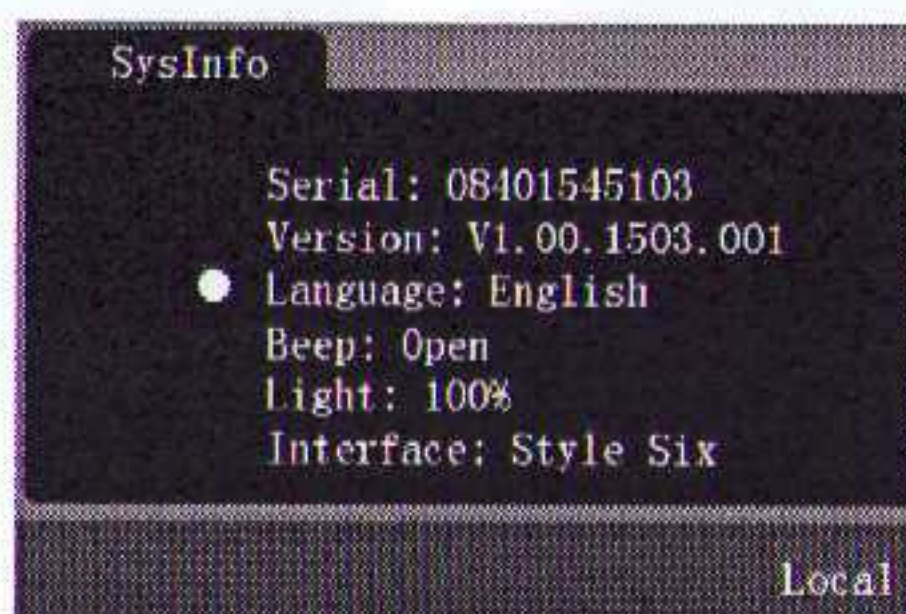 SysInfo
Serial: 08401545103
Version: V1.00.1503.001
Language: English
Beep: Open
Light: 100%
Interface: Style Six
Local